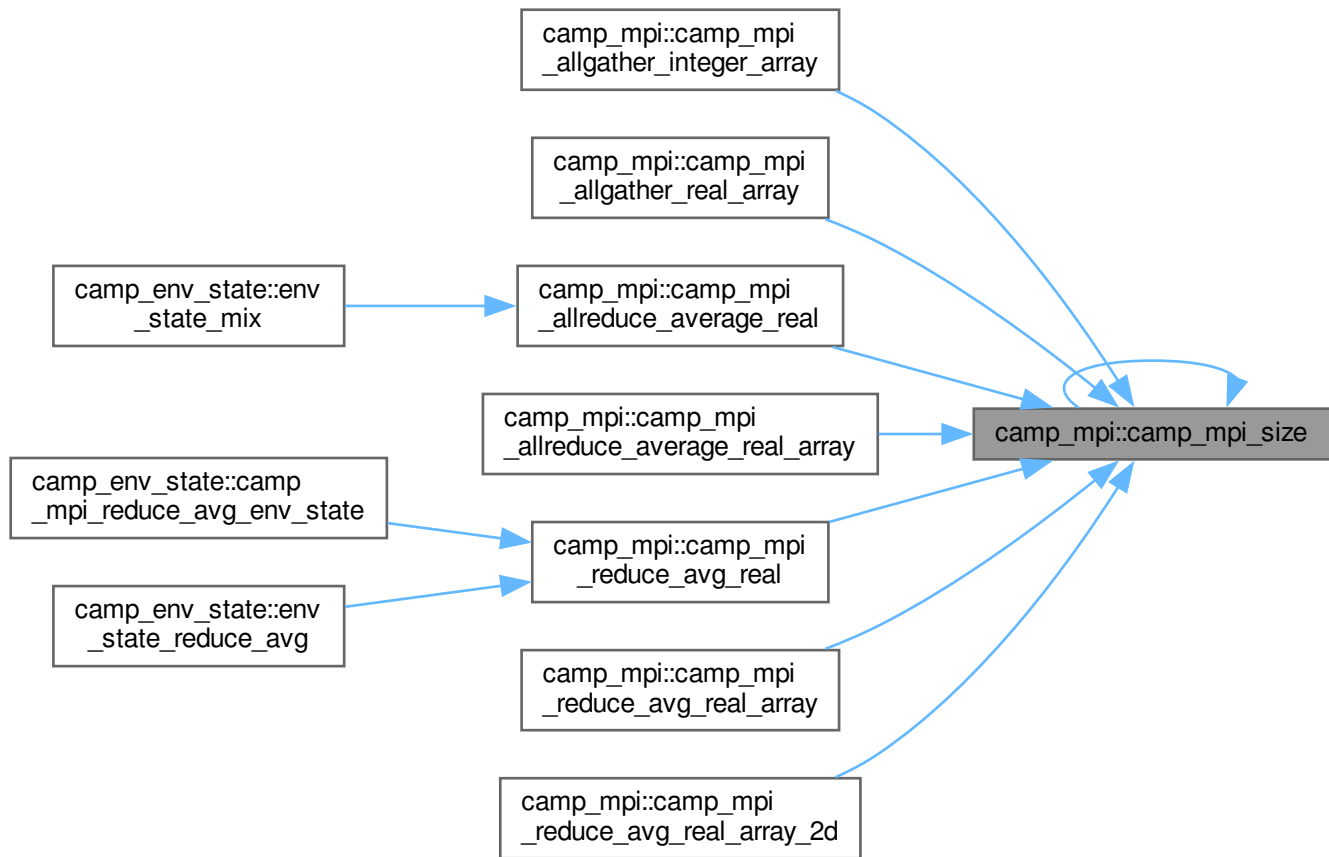 camp_mpi::camp_mpi
_allgather_integer_array
camp_mpi::camp_mpi
_allgather_real_array
camp_env_state::env
_state_mix
camp_mpi::camp_mpi
_allreduce_average_real
camp_mpi::camp_mpi
_allreduce_average_real_array
camp_mpi::camp_mpi_size
camp_env_state::camp
_mpi_reduce_avg_env_state
camp_mpi::camp_mpi
_reduce_avg_real
camp_env_state::env
_state_reduce_avg
camp_mpi::camp_mpi
_reduce_avg_real_array
camp_mpi::camp_mpi
_reduce_avg_real_array_2d